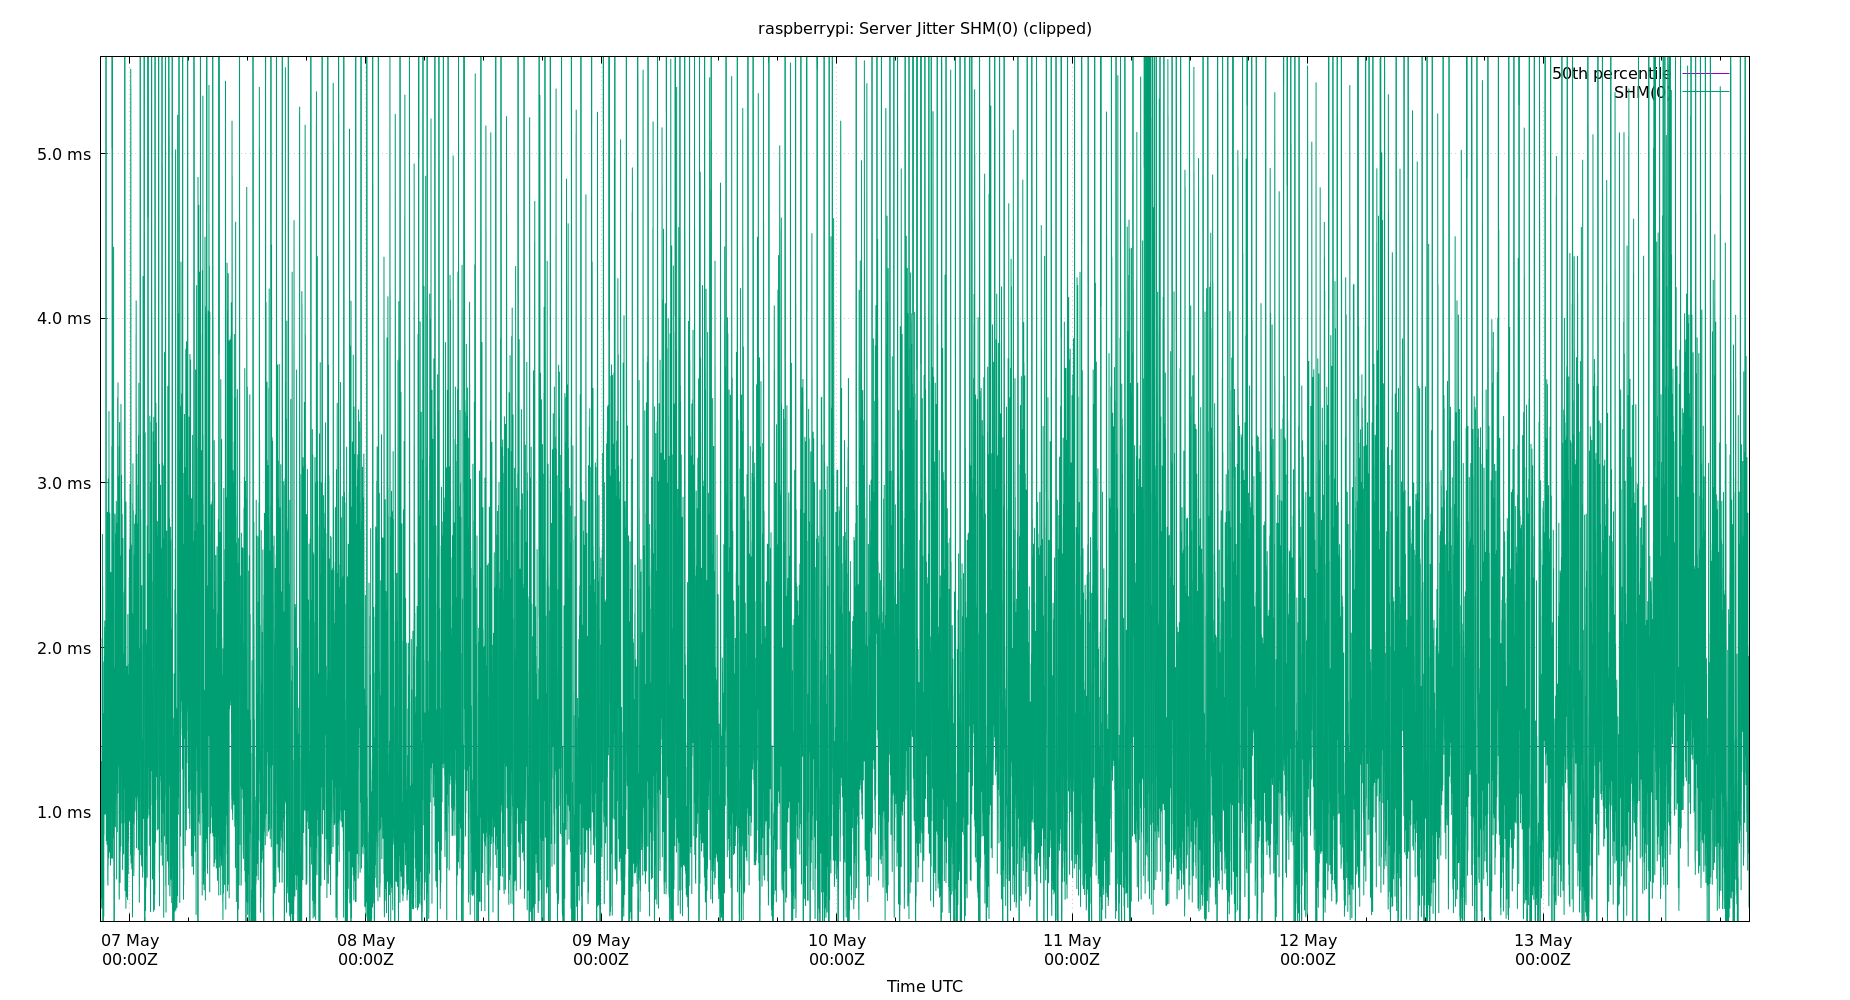 raspberrypi: Server Jitter SHM(0) (clipped)
50th percentile
SHM(0)
5.0 ms
4.0 ms
3.0 ms
2.0 ms
1.0 ms
07 May 08 May 09 May 10 May 11 May 12 May 13 May
00:00Z 00:00Z 00:00Z 00:00Z 00:00Z 00:00Z 00:00Z
Time UTC